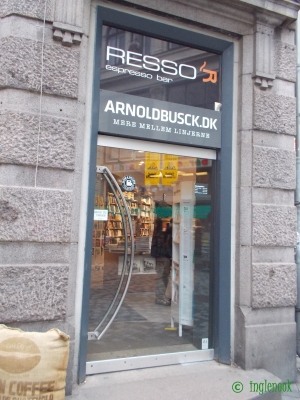 RESSO R
espresso bar
ARNOLDBUSCK.DK
MERE MELLEM LINJERNE
COFFEE
© inglenook